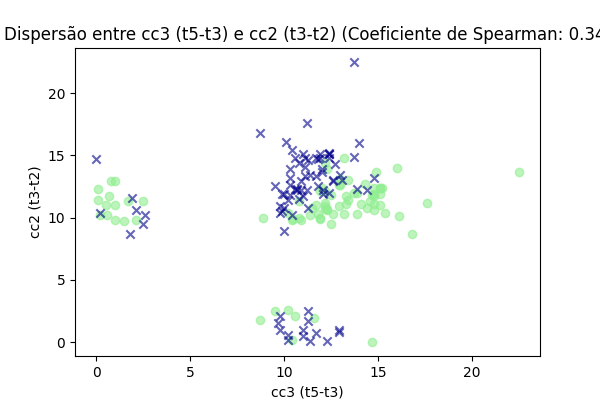 Dispersão entre cc3 (t5-t3) e cc2 (t3-t2) (Coeficiente de Spearman: 0.34
20
15
10
5
0
cc2 (t3-t2)
0 5 10 15 20
cc3 (t5-t3)